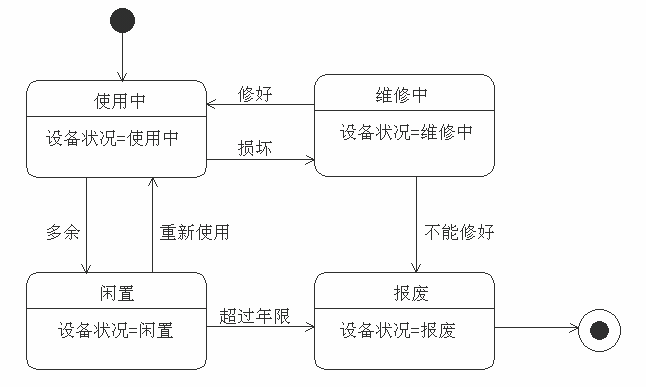 使用中
设备状况=使用中
修好
损坏
维修中
设备状况=维修中
多余
重新使用
不能修好
闲置
设备状况=闲置
超过年限
报废
设备状况=报废